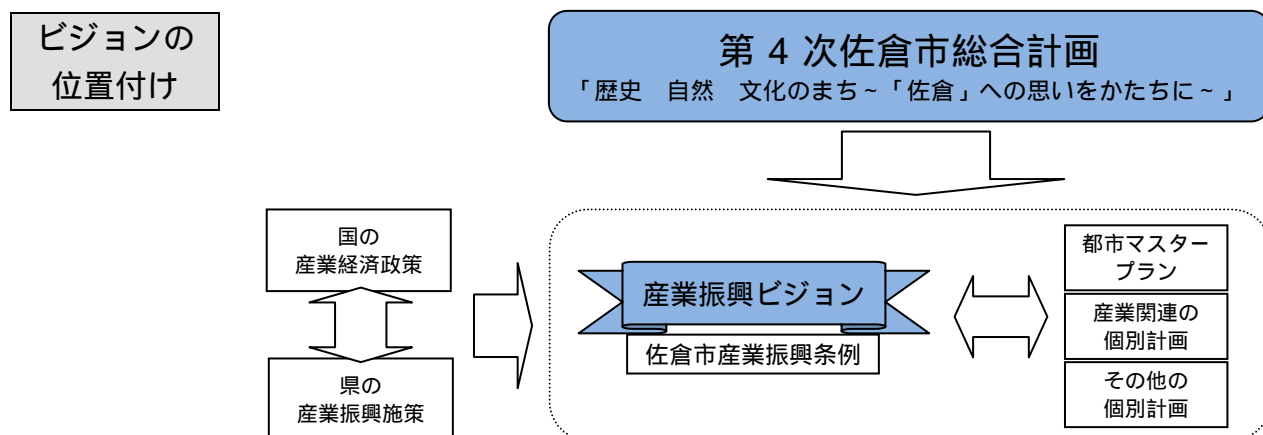 ビジョンの
位置付け
第 4 次佐倉市総合計画
「歴史　自然　文化のまち～「佐倉」への思いをかたちに～」
国の
産業経済政策
県の
産業振興施策
産業振興ビジョン
佐倉市産業振興条例
都市マスター
プラン
産業関連の
個別計画
その他の
個別計画